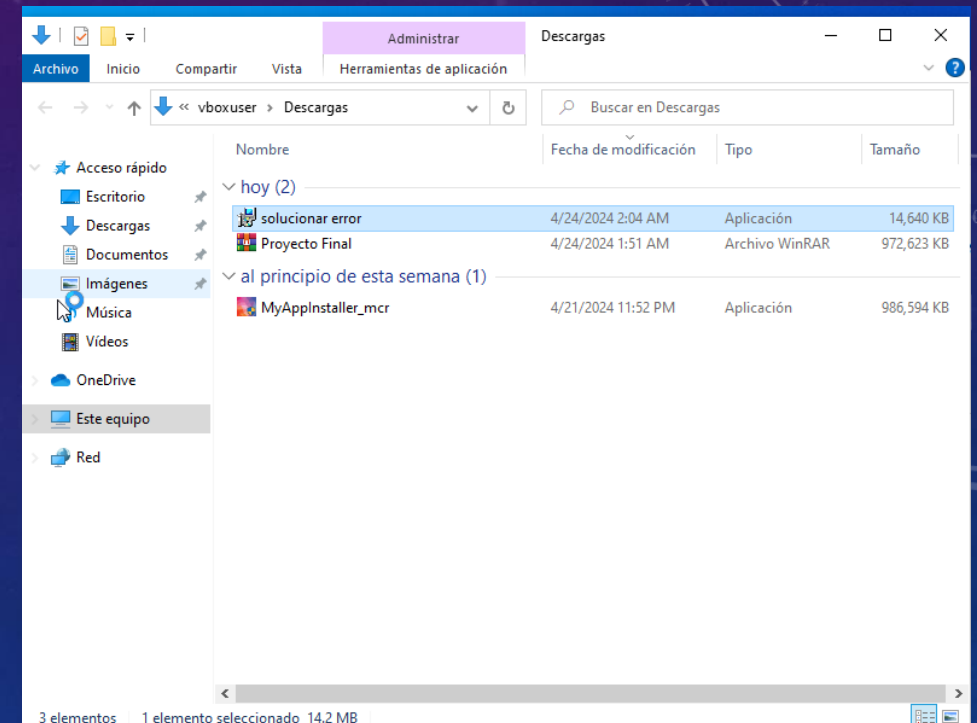 Administrar
Descargas
Archivo Inicio Compartir Vista Herramientas de aplicación
« vboxuser > Descargas
Buscar en Descargas
Nombre Fecha de modificación Tipo Tamaño
Acceso rápido
Escritorio
Descargas
Documentos
Imágenes
Música
Vídeos
OneDrive
Este equipo
Red
hoy (2)
solucionar error 4/24/2024 2:04 AM Aplicación 14,640 KB
Proyecto Final 4/24/2024 1:51 AM Archivo WinRAR 972,623 KB
al principio de esta semana (1)
MyAppInstaller_mcr 4/21/2024 11:52 PM Aplicación 986,594 KB
3 elementos 1 elemento seleccionado 14.2 MB